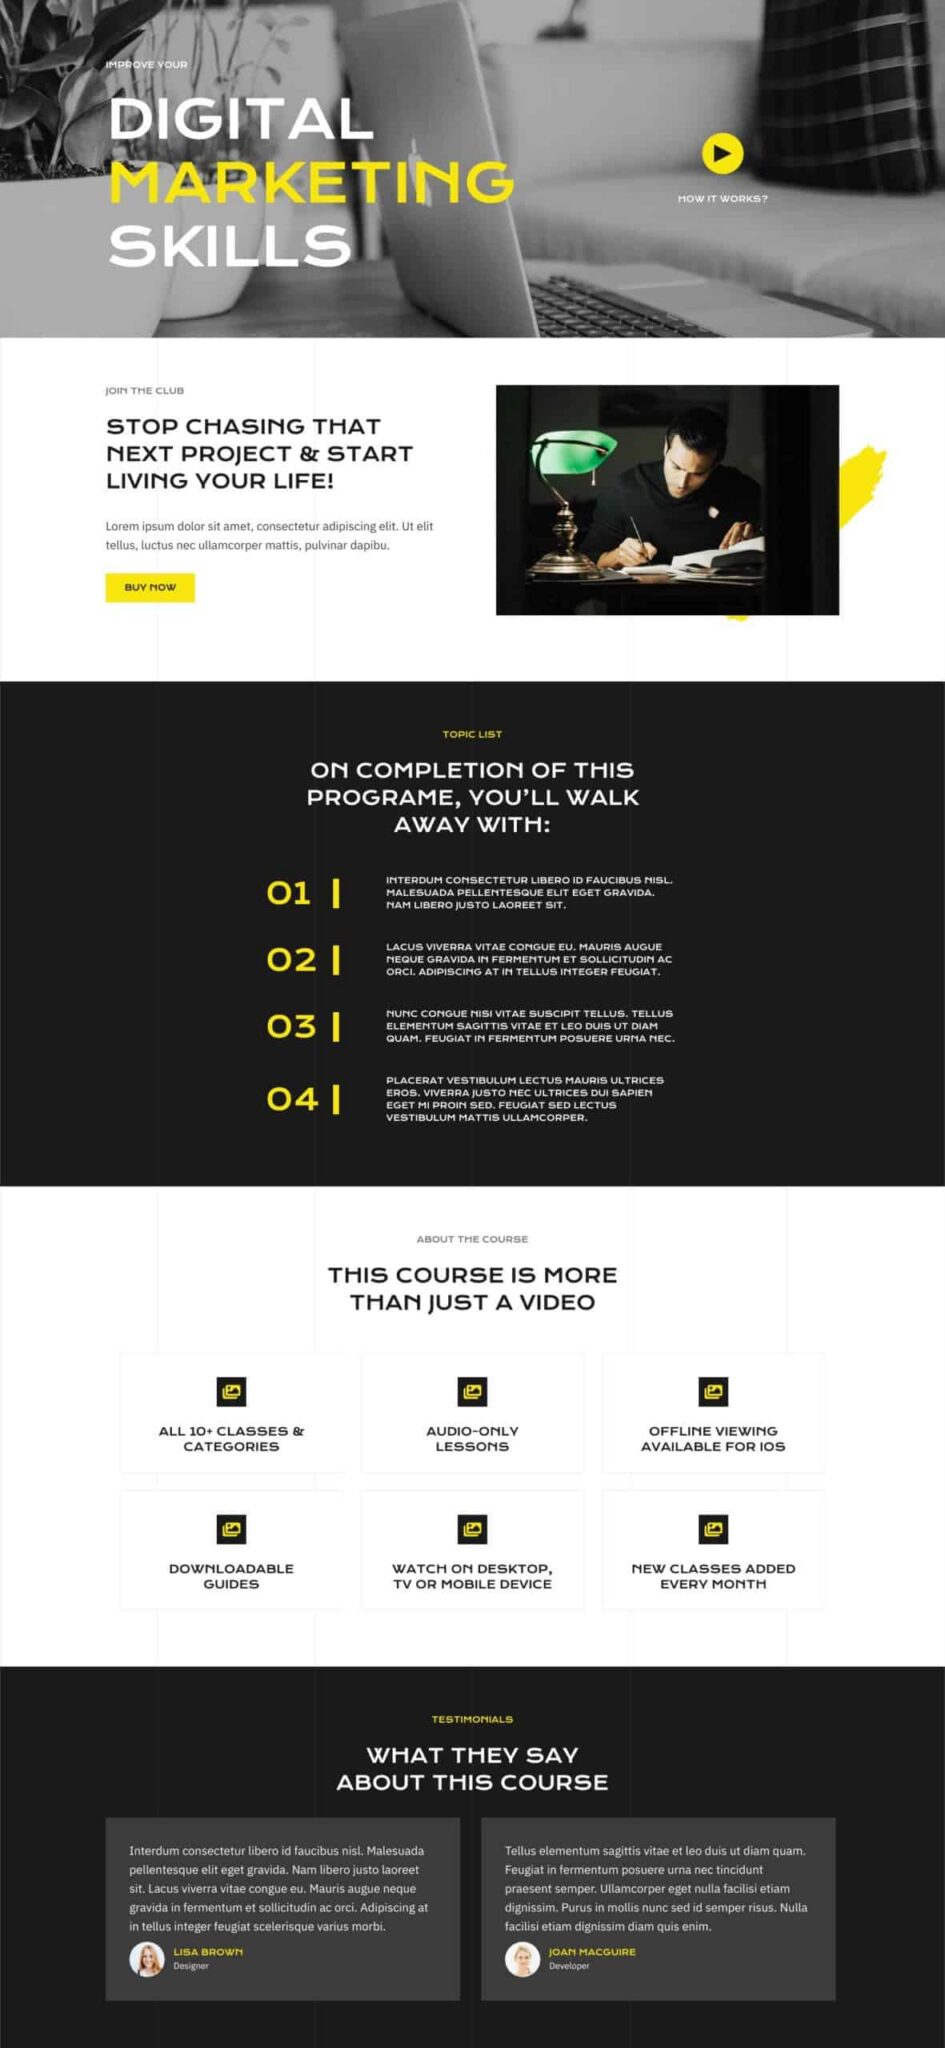 IMPROVE YOUR
DIGITAL
MARKETING
SKILLS
HOW IT WORKS?
JOIN THE CLUB
STOP CHASING THAT
NEXT PROJECT & START
LIVING YOUR LIFE!
Lorem ipsum dolor sit amet, consectetur adipiscing elit. Ut elit
tellus, luctus nec ullamcorper mattis, pulvinar dapibu.
BUY NOW
TOPIC LIST
ON COMPLETION OF THIS
PROGRAME, YOU'LL WALK
AWAY WITH:
01
INTERDUM CONSECTETUR LIBERO ID FAUCIBUS NISL.
MALESUADA PELLENTESQUE ELIT EGET GRAVIDA.
NAM LIBERO JUSTO LAOREET SIT.
02
LACUS VIVERRA VITAE CONGUE EU. MAURIS AUGUE
NEQUE GRAVIDA IN FERMENTUM ET SOLLICITUDIN AC
ORCI. ADIPISCING AT IN TELLUS INTEGER FEUGIAT.
03
NUNC CONGUE NISI VITAE SUSCIPIT TELLUS. TELLUS
ELEMENTUM SAGITTIS VITAE ET LEO DUIS UT DIAM
QUAM. FEUGIAT IN FERMENTUM POSUERE URNA NEC.
04
PLACERAT VESTIBULUM LECTUS MAURIS ULTRICES
EROS. VIVERRA JUSTO NEC ULTRICES DUI SAPIEN
EGET MI PROIN SED. FEUGIAT SED LECTUS
VESTIBULUM MATTIS ULLAMCORPER.
ABOUT THE COURSE
THIS COURSE IS MORE
THAN JUST A VIDEO
ALL 10+ CLASSES &
CATEGORIES
AUDIO-ONLY
LESSONS
OFFLINE VIEWING
AVAILABLE FOR IOS
DOWNLOADABLE
GUIDES
WATCH ON DESKTOP,
TV OR MOBILE DEVICE
NEW CLASSES ADDED
EVERY MONTH
TESTIMONIALS
WHAT THEY SAY
ABOUT THIS COURSE
Interdum consectetur libero id faucibus nisl. Malesuada
pellentesque elit eget gravida. Nam libero justo laoreet
sit. Lacus viverra vitae congue eu. Mauris augue neque
gravida in fermentum et sollicitudin ac orci. Adipiscing at
in tellus integer feugiat scelerisque varius morbi.
LISA BROWN
Designer
Tellus elementum sagittis vitae et leo duis ut diam quam.
Feugiat in fermentum posuere urna nec tincidunt
praesent semper. Ullamcorper eget nulla facilisi etiam
dignissim. Purus in mollis nunc sed id semper risus. Nulla
facilisi etiam dignissim diam quis enim.
JOAN MACGUIRE
Developer